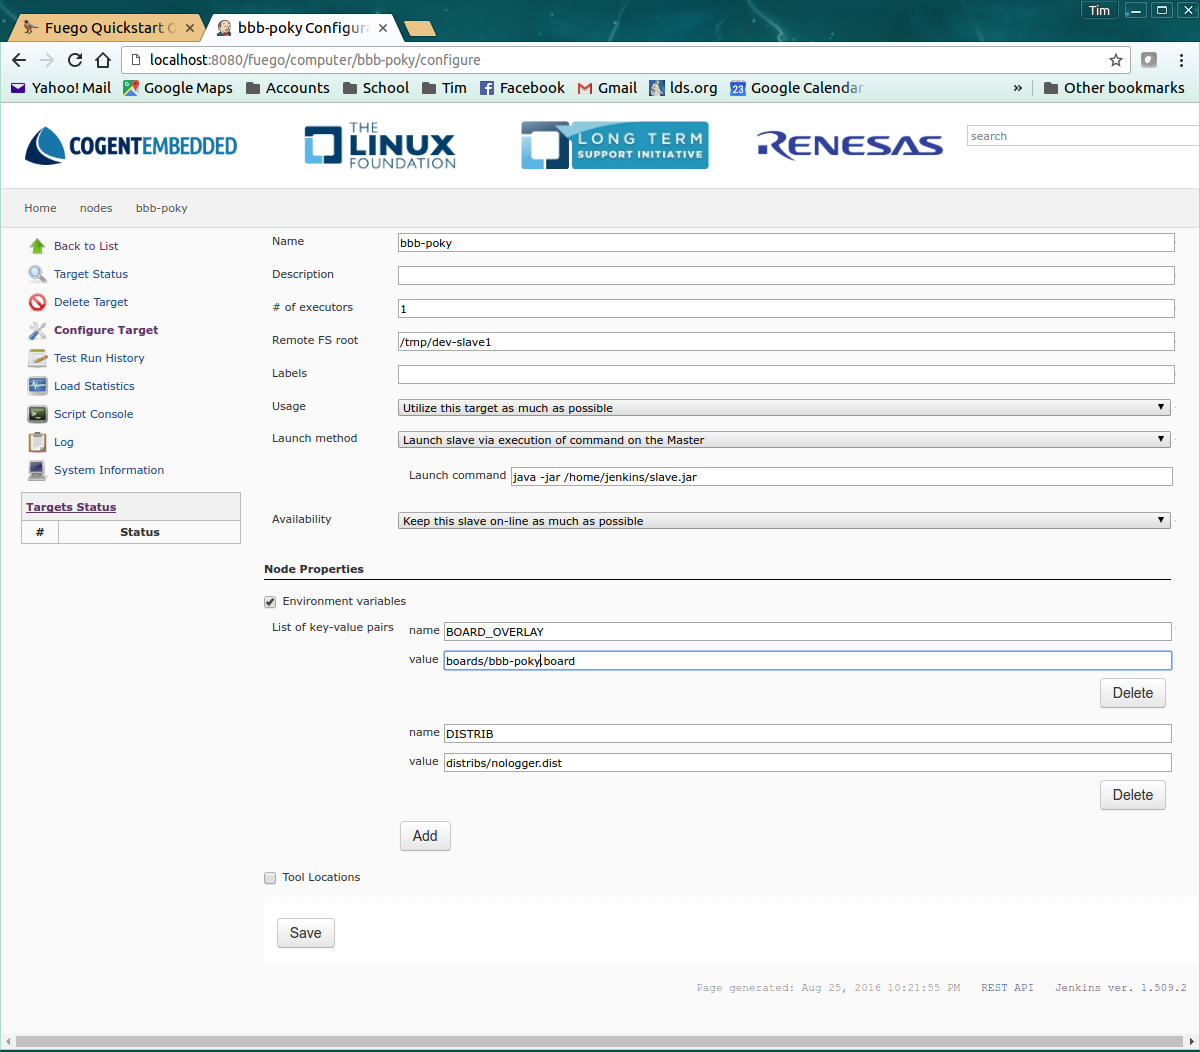 Tim
Fuego Quickstart G
bbb-poky Configura
localhost:8080/fuego/computer/bbb-poky/configure
Yahoo! Mail Google Maps Accounts School Tim Facebook Gmail lds.org Google Calendar » Other bookmarks
COGENTEMBEDDED
THE
LINUX
FOUNDATION
LONG TERM
SUPPORT INITIATIVE
RENESAS
search
Home nodes bbb-poky
Back to List
Target Status
Delete Target
Configure Target
Test Run History
Load Statistics
Script Console
Log
System Information
Targets Status
# Status
Name bbb-poky
Description
# of executors 1
Remote FS root /tmp/dev-slave1
Labels
Usage Utilize this target as much as possible
Launch method Launch slave via execution of command on the Master
Launch command java -jar /home/jenkins/slave.jar
Availability Keep this slave on-line as much as possible
Node Properties
Environment variables
List of key-value pairs name BOARD_OVERLAY
value boards/bbb-poky.board
Delete
name DISTRIB
value distribs/nologger.dist
Delete
Add
Tool Locations
Save
Page generated: Aug 25, 2016 10:21:55 PM REST API Jenkins ver. 1.509.2